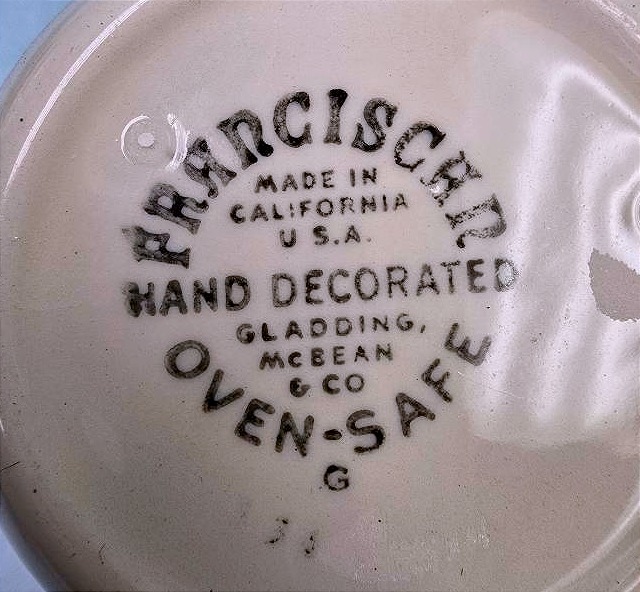 FRANCISCAN
MADE IN
CALIFORNIA
U.S.A.
HAND DECORATED
GLADDING,
McBEAN
& CO
OVEN-SAFE
G